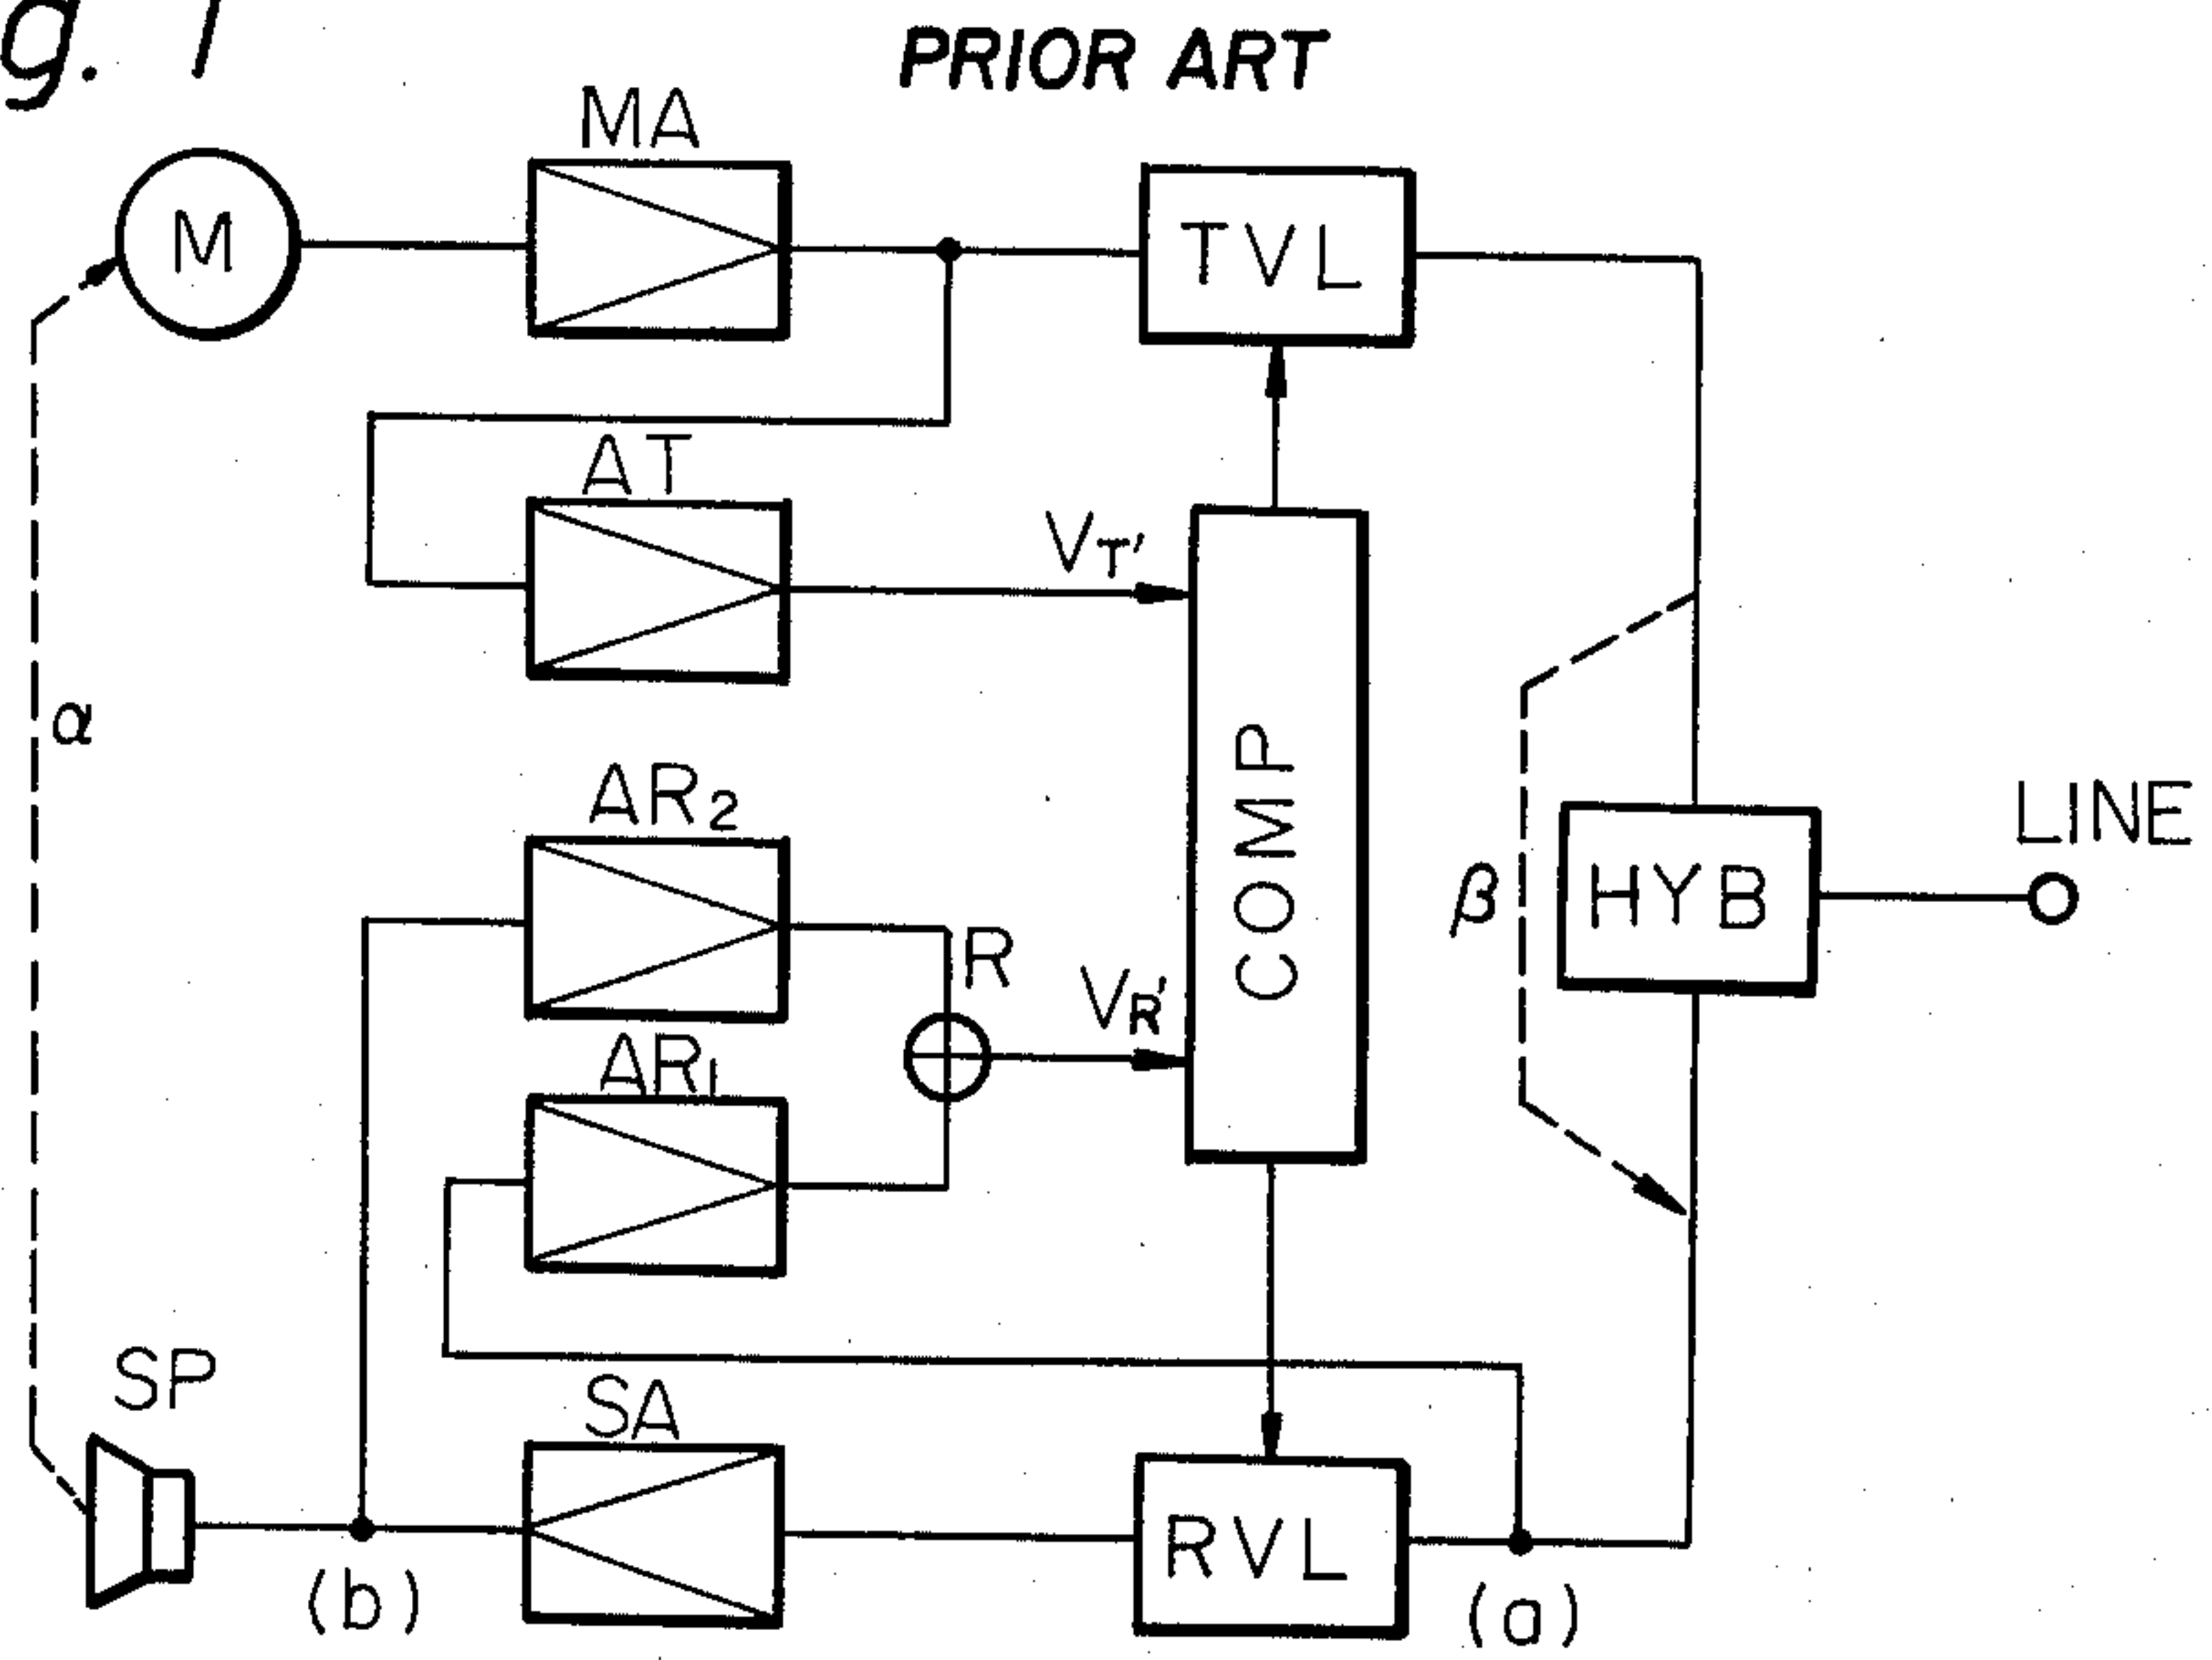 g. 1
PRIOR ART
MA
M
TVL
AT
VT'
α
COMP
AR2
LINE
β
HYB
R
VR'
AR1
SP
SA
RVL
(b)
(a)